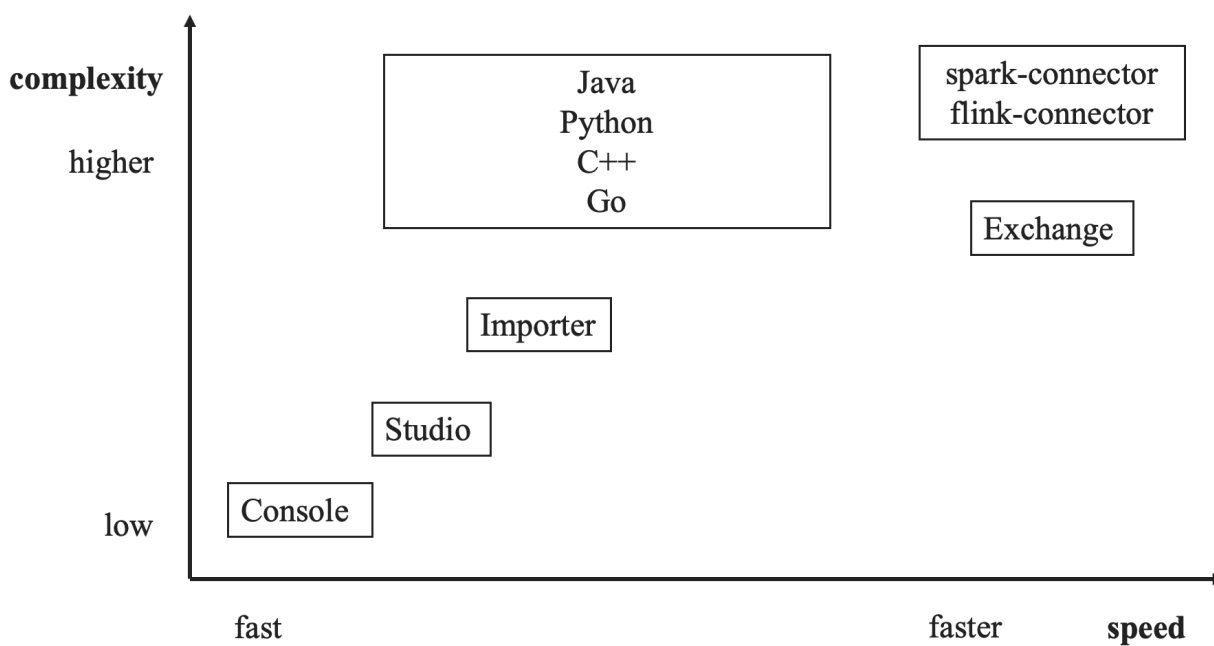 complexity
higher
low
Java
Python
C++
Go
spark-connector
flink-connector
Exchange
Importer
Studio
Console
fast
faster
speed